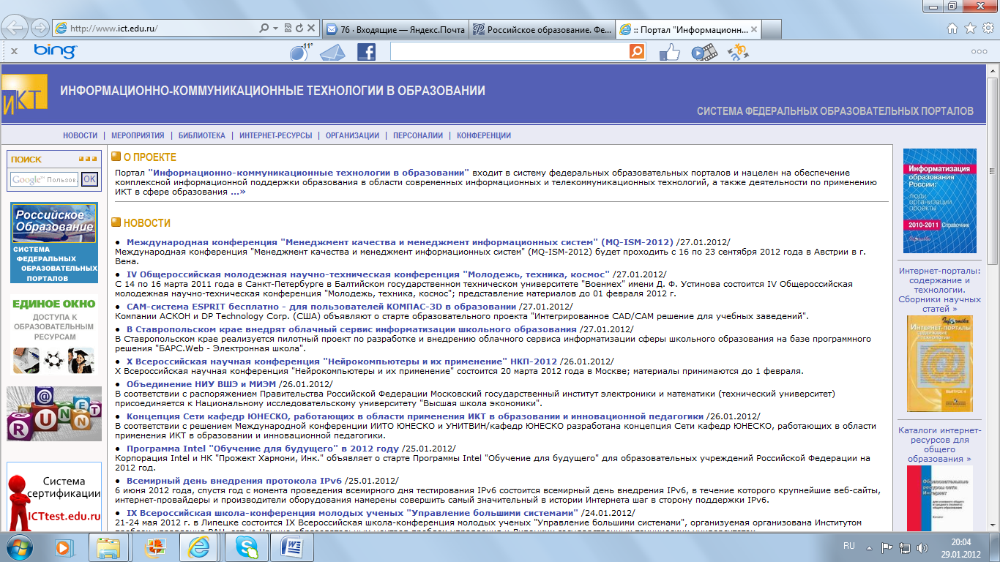 http://www.ict.edu.ru/
76 · Входящие — Яндекс.Почта
Российское образование. Фе...
:: Портал "Информационн...
x
bing
11°
ИКТ
ИНФОРМАЦИОННО-КОММУНИКАЦИОННЫЕ ТЕХНОЛОГИИ В ОБРАЗОВАНИИ
СИСТЕМА ФЕДЕРАЛЬНЫХ ОБРАЗОВАТЕЛЬНЫХ ПОРТАЛОВ
НОВОСТИ | МЕРОПРИЯТИЯ | БИБЛИОТЕКА | ИНТЕРНЕТ-РЕСУРСЫ | ОРГАНИЗАЦИИ | ПЕРСОНАЛИИ | КОНФЕРЕНЦИИ
ПОИСК
Google™ Пользов. OK
Российское
Образование
СИСТЕМА
ФЕДЕРАЛЬНЫХ
ОБРАЗОВАТЕЛЬНЫХ
ПОРТАЛОВ
ЕДИНОЕ ОКНО
ДОСТУПА К
ОБРАЗОВАТЕЛЬНЫМ
РЕСУРСАМ
@
RUNNET
Система
сертификации
ICTtest.edu.ru
О ПРОЕКТЕ
Портал "Информационно-коммуникационные технологии в образовании" входит в систему федеральных образовательных порталов и нацелен на обеспечение
комплексной информационной поддержки образования в области современных информационных и телекоммуникационных технологий, а также деятельности по применению
ИКТ в сфере образования ...»
НОВОСТИ
● Международная конференция "Менеджмент качества и менеджмент информационных систем" (MQ-ISM-2012) /27.01.2012/
Международная конференция "Менеджмент качества и менеджмент информационных систем" (MQ-ISM-2012) будет проходить с 16 по 23 сентября 2012 года в Австрии в г.
Вена.
● IV Общероссийская молодежная научно-техническая конференция "Молодежь, техника, космос" /27.01.2012/
С 14 по 16 марта 2011 года в Санкт-Петербурге в Балтийском государственном техническом университете "Военмех" имени Д. Ф. Устинова состоится IV Общероссийская
молодежная научно-техническая конференция "Молодежь, техника, космос"; представление материалов до 01 февраля 2012 г.
● CAM-система ESPRIT бесплатно - для пользователей КОМПАС-3D в образовании /27.01.2012/
Компании АСКОН и DP Technology Corp. (США) объявляют о старте образовательного проекта "Интегрированное CAD/CAM решение для учебных заведений".
● В Ставропольском крае внедрят облачный сервис информатизации школьного образования /27.01.2012/
В Ставропольском крае реализуется пилотный проект по разработке и внедрению облачного сервиса информатизации сферы школьного образования на базе программного
решения "БАРС.Web - Электронная школа".
● X Всероссийская научная конференция "Нейрокомпьютеры и их применение" НКП-2012 /26.01.2012/
X Всероссийская научная конференция "Нейрокомпьютеры и их применение" состоится 20 марта 2012 года в Москве; материалы принимаются до 1 февраля.
● Объединение НИУ ВШЭ и МИЭМ /26.01.2012/
В соответствии с распоряжением Правительства Российской Федерации Московский государственный институт электроники и математики (технический университет)
присоединяется к Национальному исследовательскому университету "Высшая школа экономики".
● Концепция Сети кафедр ЮНЕСКО, работающих в области применения ИКТ в образовании и инновационной педагогики /26.01.2012/
В соответствии с решением Международной конференции ИИТО ЮНЕСКО и УНИТВИН/кафедр ЮНЕСКО разработана концепция Сети кафедр ЮНЕСКО, работающих в области
применения ИКТ в образовании и инновационной педагогики.
● Программа Intel "Обучение для будущего" в 2012 году /25.01.2012/
Корпорация Intel и НК "Прожект Хармони, Инк." объявляет о старте Программы Intel "Обучение для будущего" для образовательных учреждений Российской Федерации на
2012 год.
● Всемирный день внедрения протокола IPv6 /25.01.2012/
6 июня 2012 года, спустя год с момента проведения всемирного дня тестирования IPv6 состоится всемирный день внедрения IPv6, в течение которого крупнейшие веб-сайты,
интернет-провайдеры и производители оборудования намерены совершить самый значительный в истории Интернета шаг в сторону поддержки IPv6.
● IX Всероссийская школа-конференция молодых ученых "Управление большими системами" /24.01.2012/
21-24 мая 2012 г. в Липецке состоится IX Всероссийская школа-конференция молодых ученых "Управление большими системами", организуемая организована Институтом
Информатизация
образования
России:
люди
организации
проекты
2010-2011 Справочник
Интернет-порталы:
содержание и
технологии.
Сборники научных
статей »
Informika
ИНТЕРНЕТ-ПОРТАЛЫ
СОДЕРЖАНИЕ
И ТЕХНОЛОГИИ
ВЫПУСК 4
Каталоги интернет-
ресурсов для
общего
образования »
Образовательные
ресурсы сети
Интернет
RU
20:04
29.01.2012